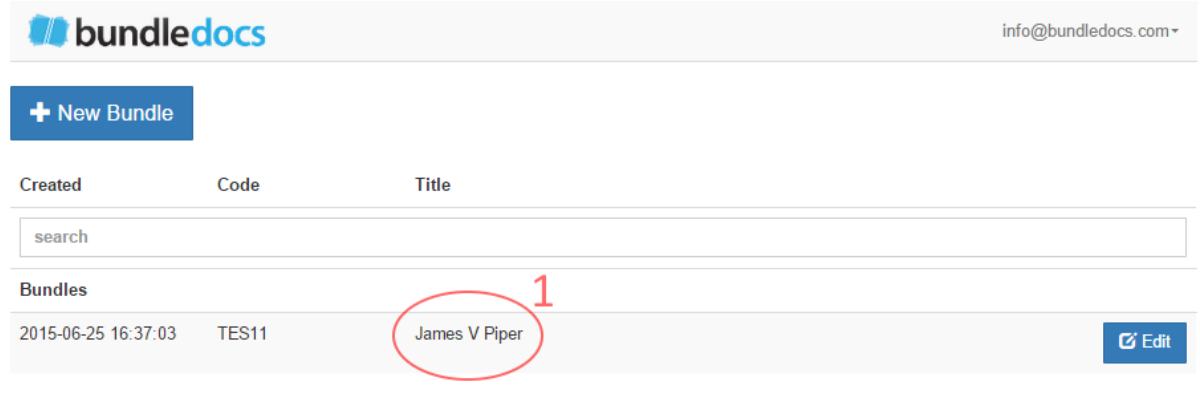 bundledocs info@bundledocs.com
New Bundle
Created Code Title
search
Bundles
1
2015-06-25 16:37:03 TES11 James V Piper Edit